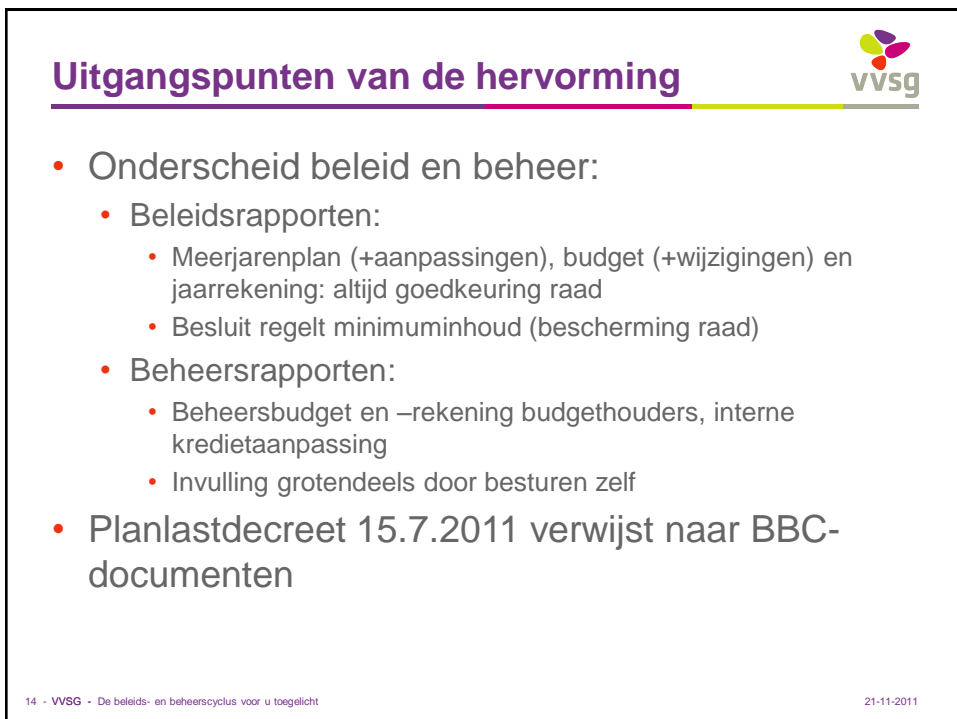 Uitgangspunten van de hervorming
vvsg
• Onderscheid beleid en beheer:
• Beleidsrapporten:
• Meerjarenplan (+aanpassingen), budget (+wijzigingen) en
jaarrekening: altijd goedkeuring raad
• Besluit regelt minimuminhoud (bescherming raad)
• Beheersrapporten:
• Beheersbudget en –rekening budgethouders, interne
kredietaanpassing
• Invulling grotendeels door besturen zelf
• Planlastdecreet 15.7.2011 verwijst naar BBC-
documenten
14 - VVSG - De beleids- en beheerscyclus voor u toegelicht 21-11-2011